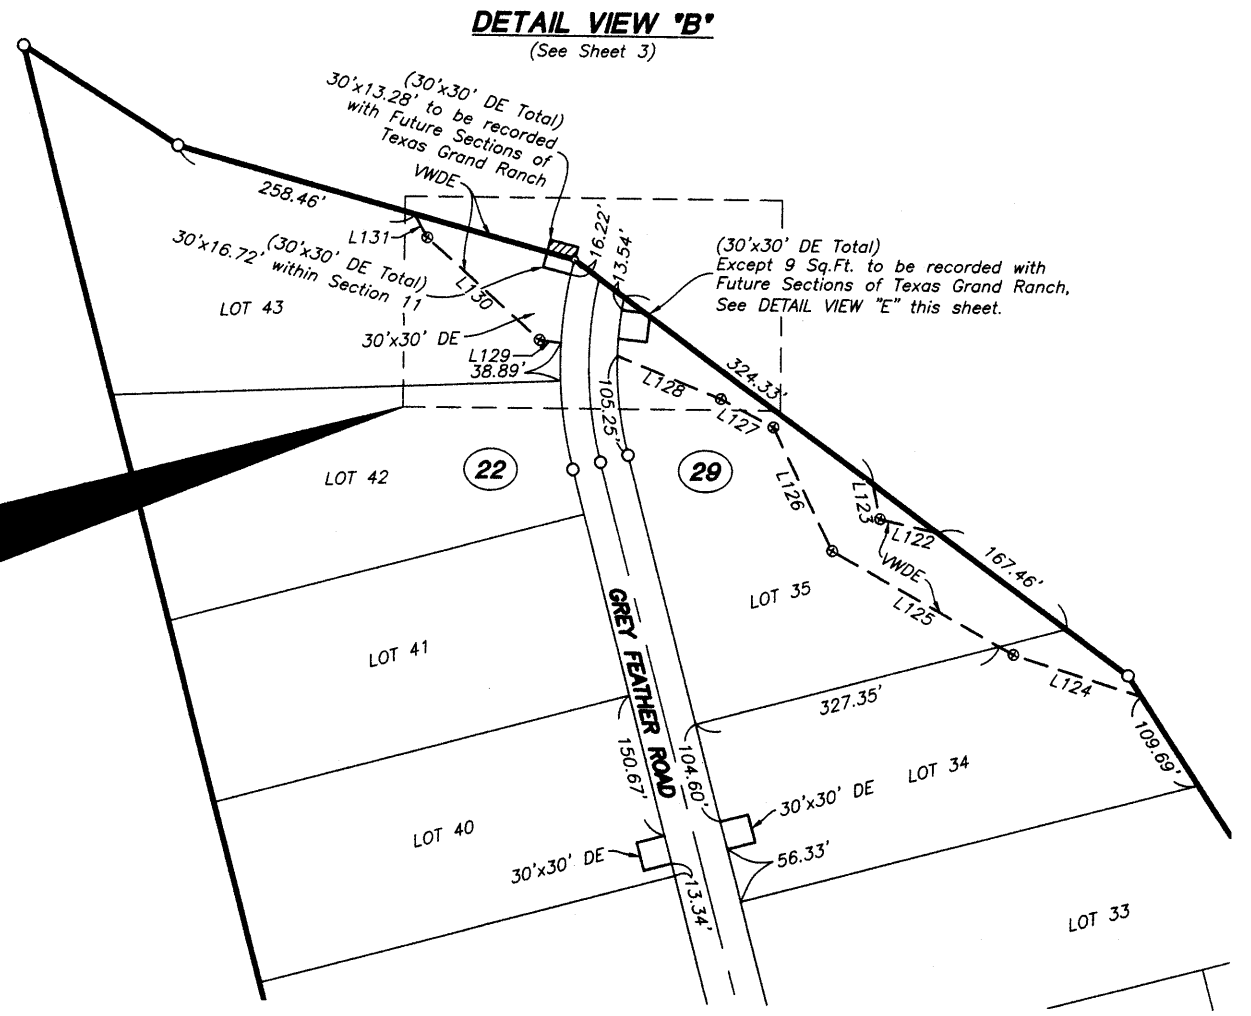 DETAIL VIEW "B"
(See Sheet 3)
(30'x30' DE Total)
30'x13.28' to be recorded
with Future Sections of
Texas Grand Ranch
VWDE
258.46'
L131
(30'x30' DE Total)
30'x16.72' within Section 11
L130
16.22'
13.54'
(30'x30' DE Total)
Except 9 Sq.Ft. to be recorded with
Future Sections of Texas Grand Ranch,
See DETAIL VIEW "E" this sheet.
LOT 43
30'x30' DE
L129
38.89'
105.25'
L128
324.33'
L127
LOT 42
22
29
L126
L123
L122
VWDE
167.46'
L125
LOT 35
LOT 41
GREY FEATHER ROAD
L124
327.35'
109.69'
150.67'
104.60'
LOT 34
30'x30' DE
LOT 40
30'x30' DE
56.33'
13.34'
LOT 33